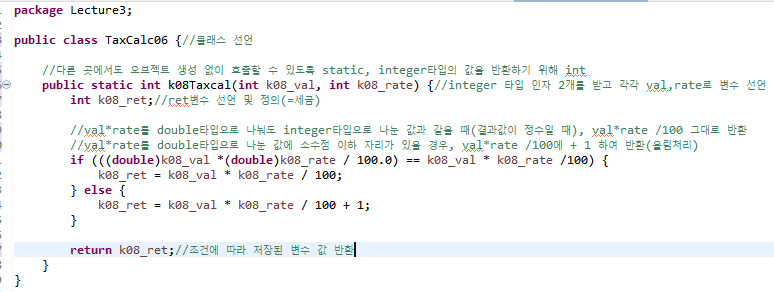 package Lecture3;
public class TaxCalc06 {//클래스 선언
//다른 곳에서도 오브젝트 생성 없이 호출할 수 있도록 static, integer타입의 값을 반환하기 위해 int
public static int k08Taxcal(int k08_val, int k08_rate) {//integer 타입 인자 2개를 받고 각각 val,rate로 변수 선언
int k08_ret;//ret변수 선언 및 정의(=세금)
//val*rate를 double타입으로 나눠도 integer타입으로 나눈 값과 같을 때(결과값이 정수일 때), val*rate /100 그대로 반환
//val*rate를 double타입으로 나눈 값에 소수점 이하 자리가 있을 경우, val*rate /100에 + 1 하여 반환(올림처리)
if (((double)k08_val *(double)k08_rate / 100.0) == k08_val * k08_rate /100) {
k08_ret = k08_val * k08_rate / 100;
} else {
k08_ret = k08_val * k08_rate / 100 + 1;
}
return k08_ret;//조건에 따라 저장된 변수 값 반환
}
}